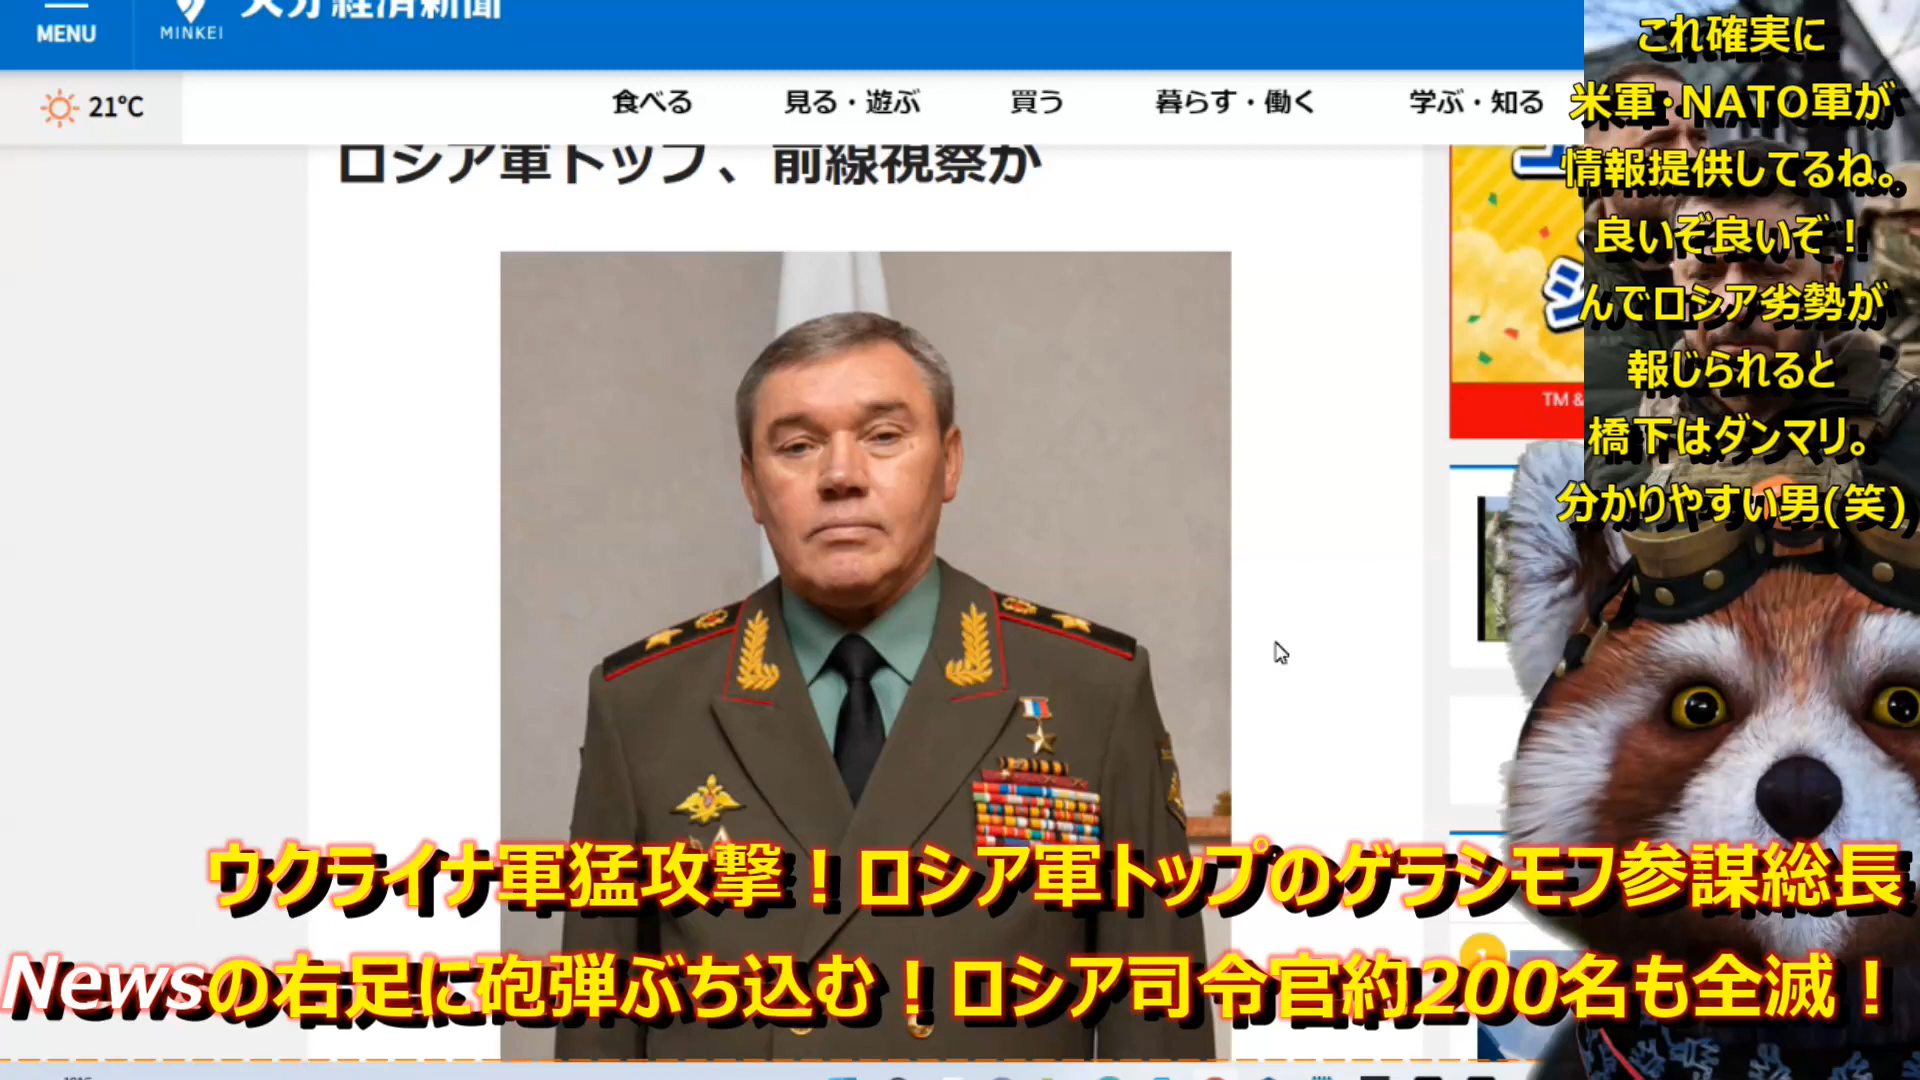 MENU
MINKEI
大分経済新聞
21°C
食べる
見る・遊ぶ
買う
暮らす・働く
学ぶ・知る
ロシア軍トップ、前線視察か
TM &
これ確実に
米軍・NATO軍が
情報提供してるね。
良いぞ良いぞ！
んでロシア劣勢が
報じられると
橋下はダンマリ。
分かりやすい男(笑)
ウクライナ軍猛攻撃！ロシア軍トップのゲラシモフ参謀総長
Newsの右足に砲弾ぶち込む！ロシア司令官約200名も全滅！